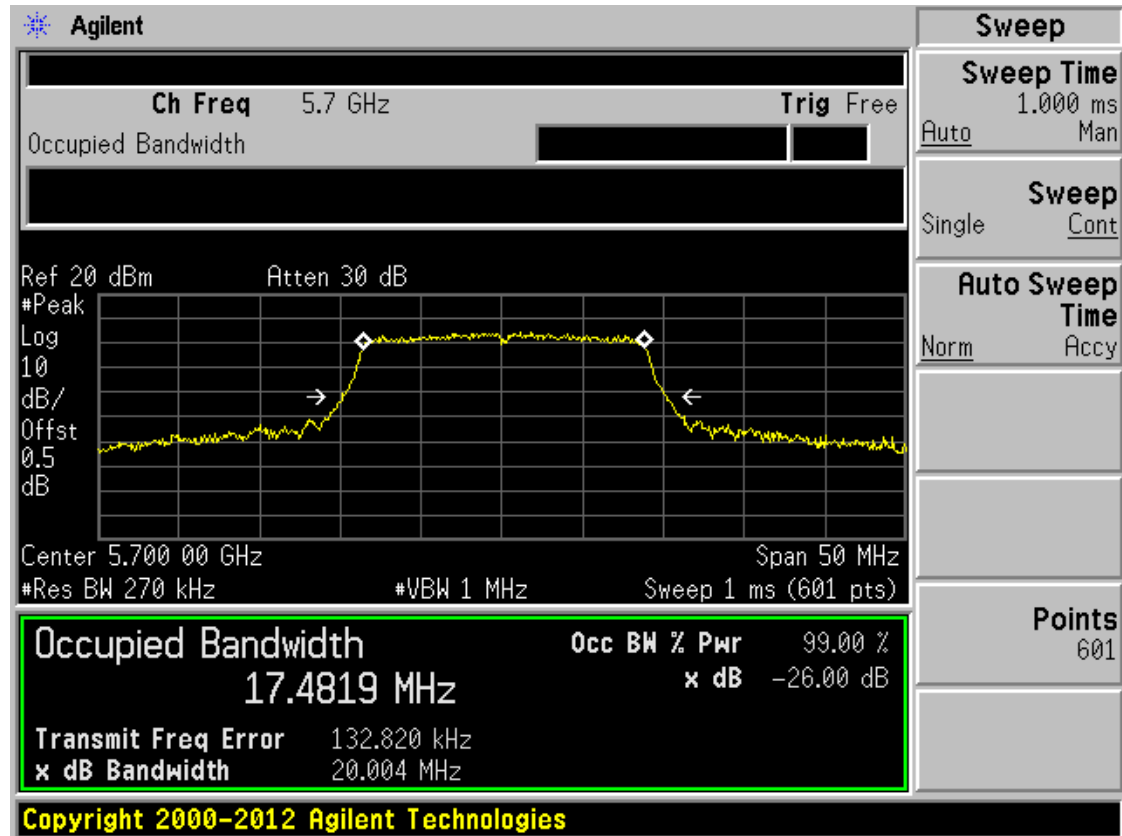 Agilent
Ch Freq 5.7 GHz Trig Free
Occupied Bandwidth
Ref 20 dBm Atten 30 dB
#Peak
Log
10
dB/
Offst
0.5
dB
Center 5.700 00 GHz Span 50 MHz
#Res BW 270 kHz #VBW 1 MHz Sweep 1 ms (601 pts)
Occupied Bandwidth
17.4819 MHz
Occ BW % Pwr 99.00 %
x dB -26.00 dB
Transmit Freq Error 132.820 kHz
x dB Bandwidth 20.004 MHz
Copyright 2000-2012 Agilent Technologies
Sweep
Sweep Time
1.000 ms
Auto Man
Sweep
Single Cont
Auto Sweep
Time
Norm Accy
Points
601